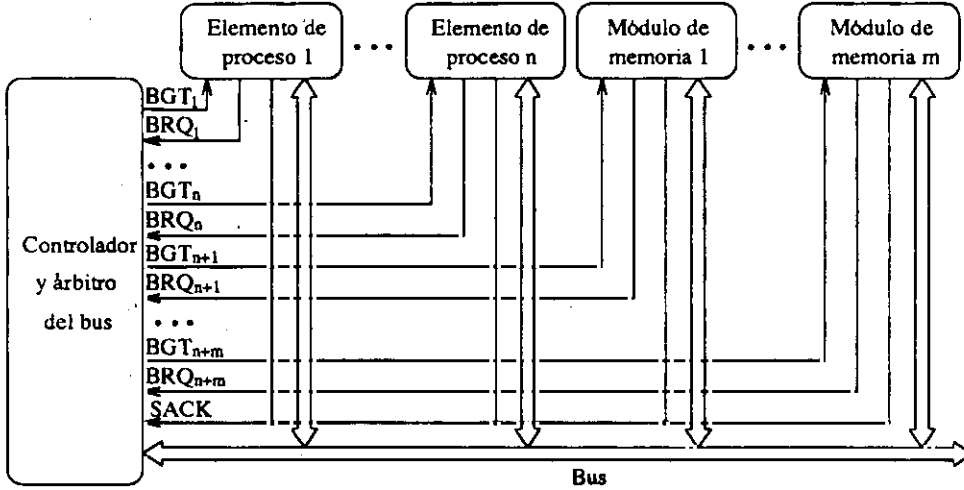 Elemento de
proceso 1
• • •
Elemento de
proceso n
Módulo de
memoria 1
• • •
Módulo de
memoria m
BGT1
BRQ1
• • •
BGTn
BRQn
BGTn+1
BRQn+1
• • •
BGTn+m
BRQn+m
SACK
Controlador
y àrbitro
del bus
Bus